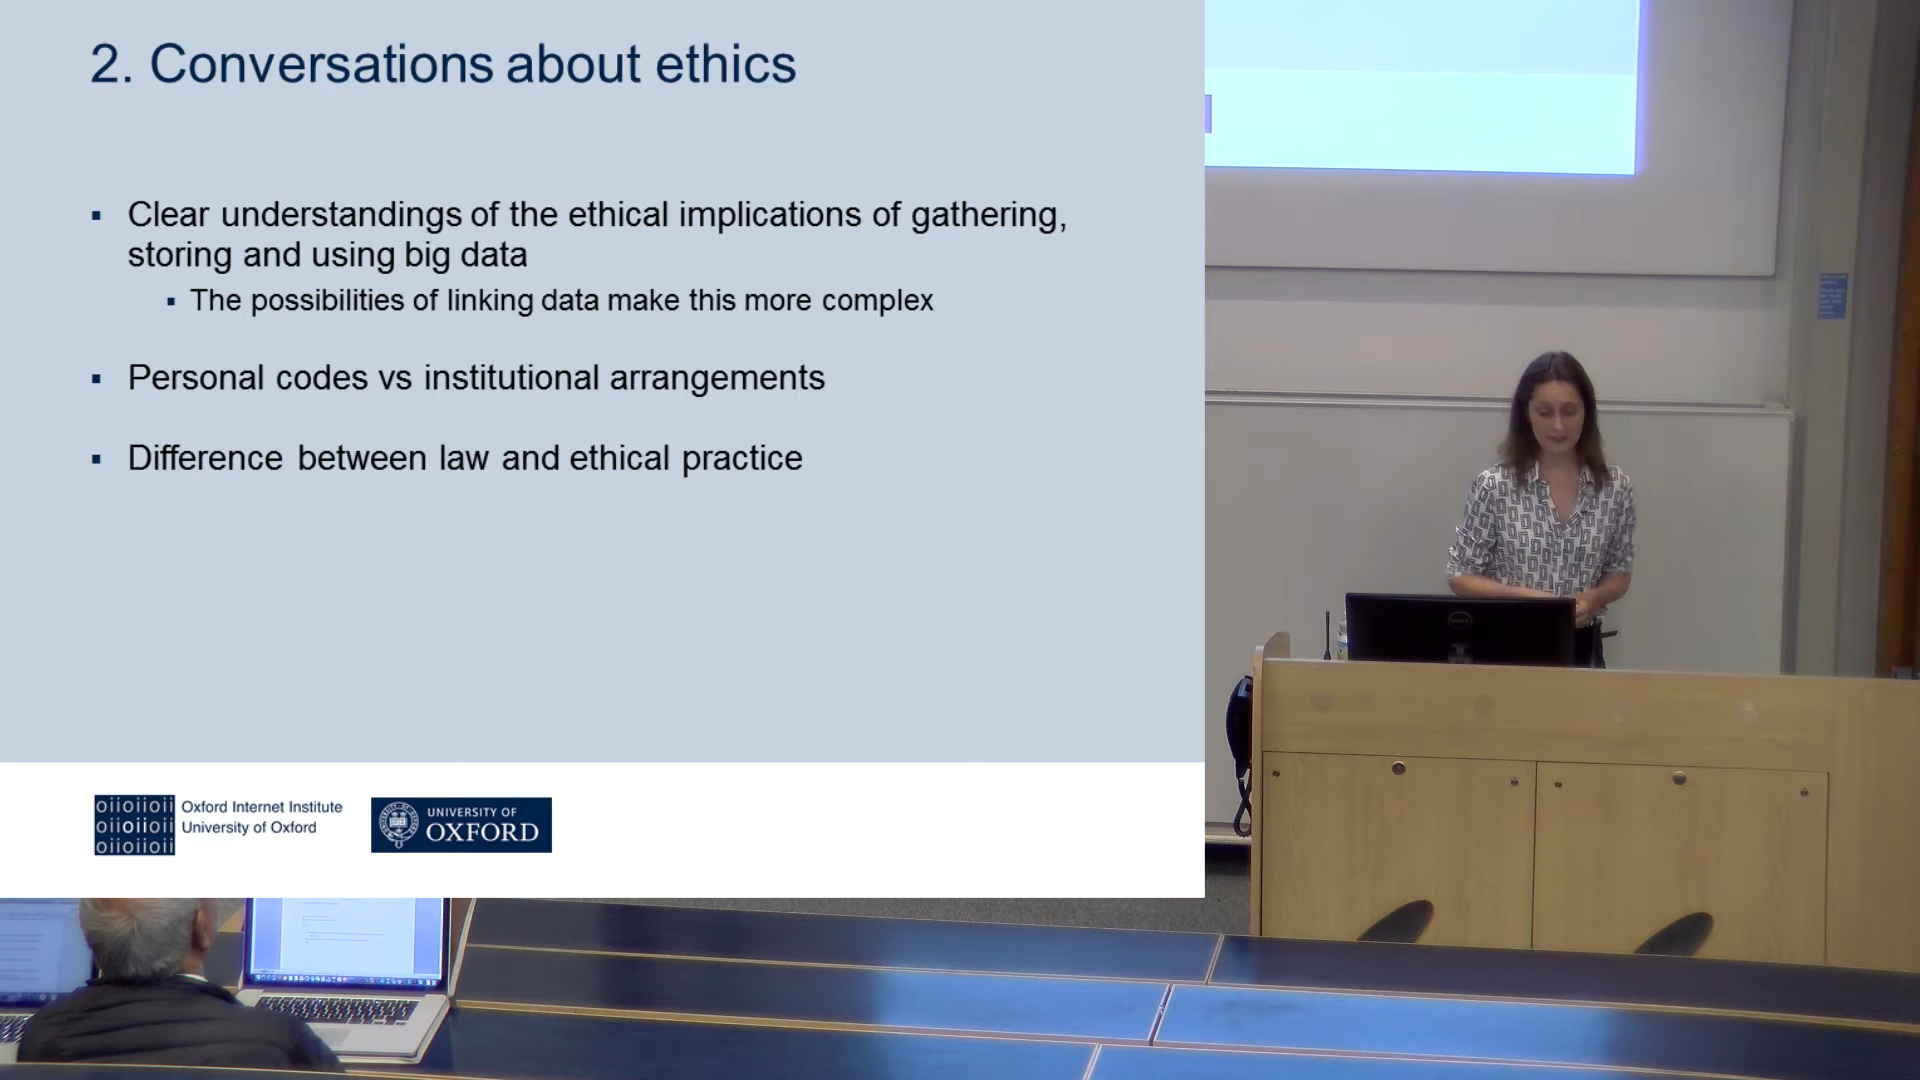 2. Conversations about ethics
▪ Clear understandings of the ethical implications of gathering,
storing and using big data
▪ The possibilities of linking data make this more complex
▪ Personal codes vs institutional arrangements
▪ Difference between law and ethical practice
oiioiioii
oiioiioii
oiioiioii
Oxford Internet Institute
University of Oxford
UNIVERSITY OF
OXFORD
DELL